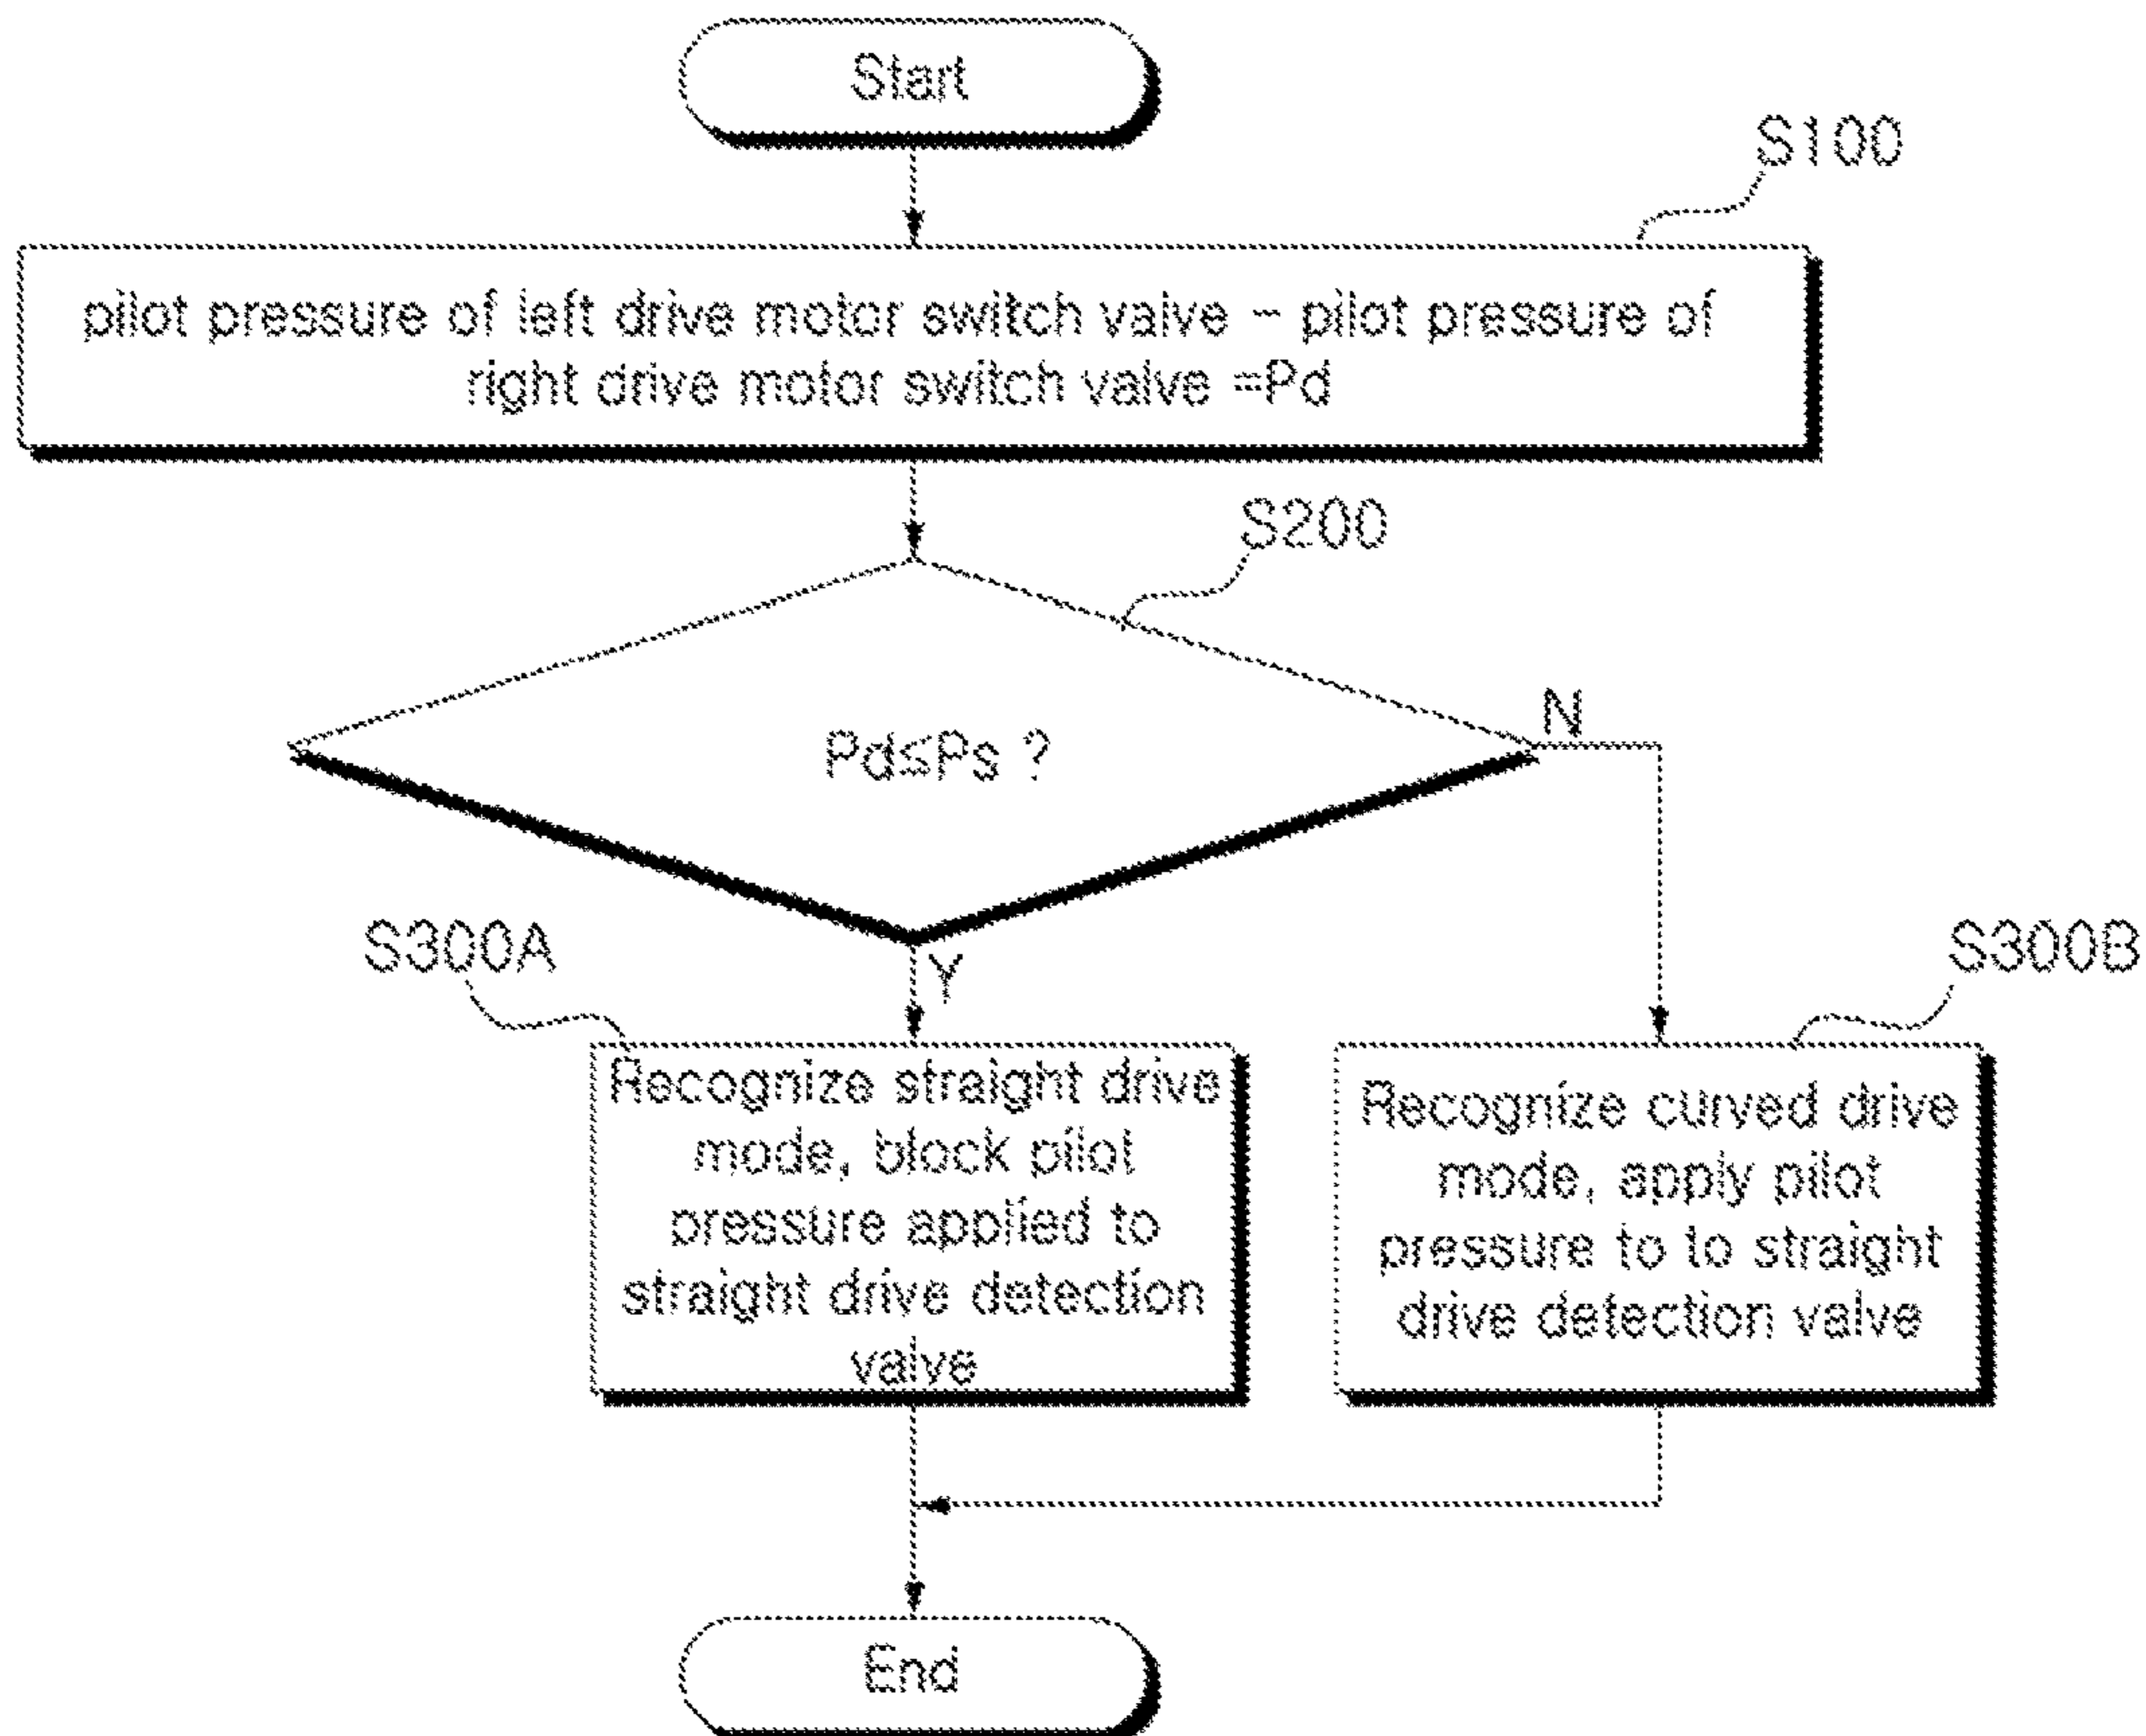 Start
S100
pilot pressure of left drive motor switch valve - pilot pressure of
right drive motor switch valve =Pd
S200
Pd≤Ps ?
N
Y
S300A
Recognize straight drive
mode, block pilot
pressure applied to
straight drive detection
valve
S300B
Recognize curved drive
mode, apply pilot
pressure to to straight
drive detection valve
End